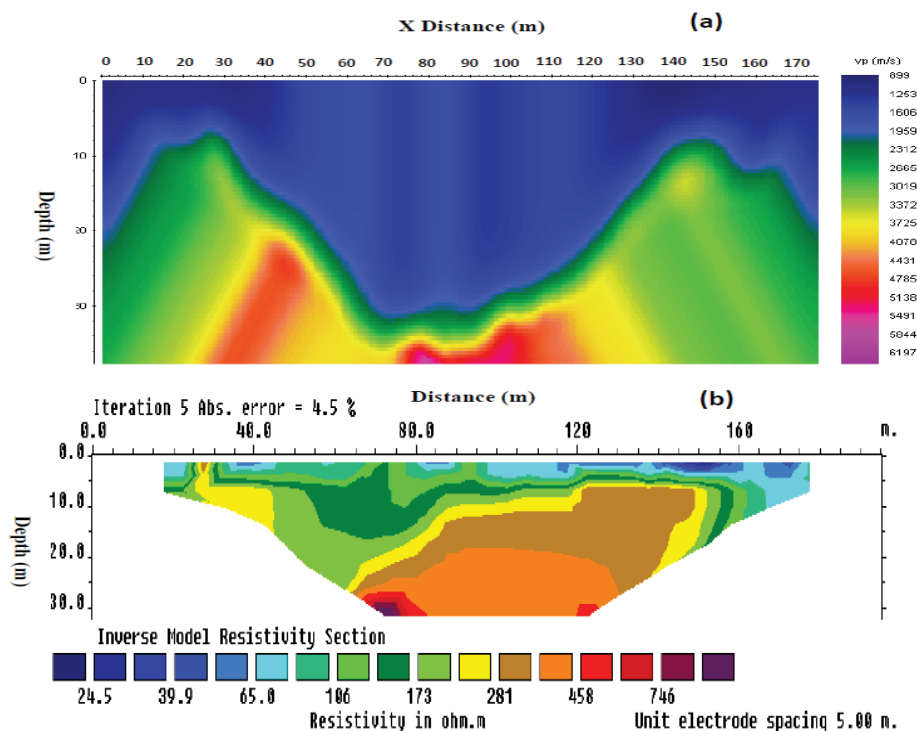 X Distance (m)
(a)
0 10 20 30 40 50 60 70 80 90 100 110 120 130 140 150 160 170
vp (m/s)
899
1253
1606
1959
2312
2665
3019
3372
3725
4078
4431
4785
5138
5491
5844
6197
0
10
20
30
Depth (m)
Distance (m)
(b)
Iteration 5 Abs. error = 4.5 %
0.0 40.0 80.0 120 160 m.
0.0
10.0
20.0
30.0
Depth (m)
Inverse Model Resistivity Section
24.5 39.9 65.0 106 173 281 458 746
Resistivity in ohm.m
Unit electrode spacing 5.00 m.